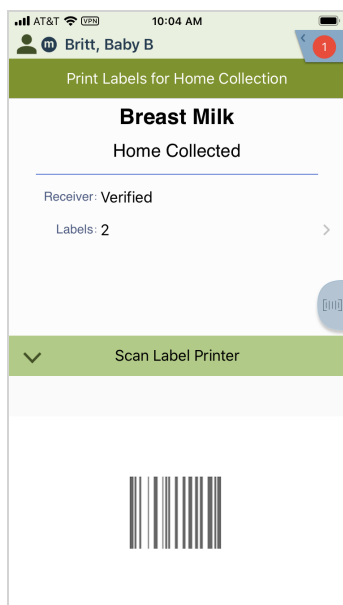 AT&T VPN 10:04 AM
m Britt, Baby B 1
Print Labels for Home Collection
Breast Milk
Home Collected
Receiver: Verified
Labels: 2
Scan Label Printer